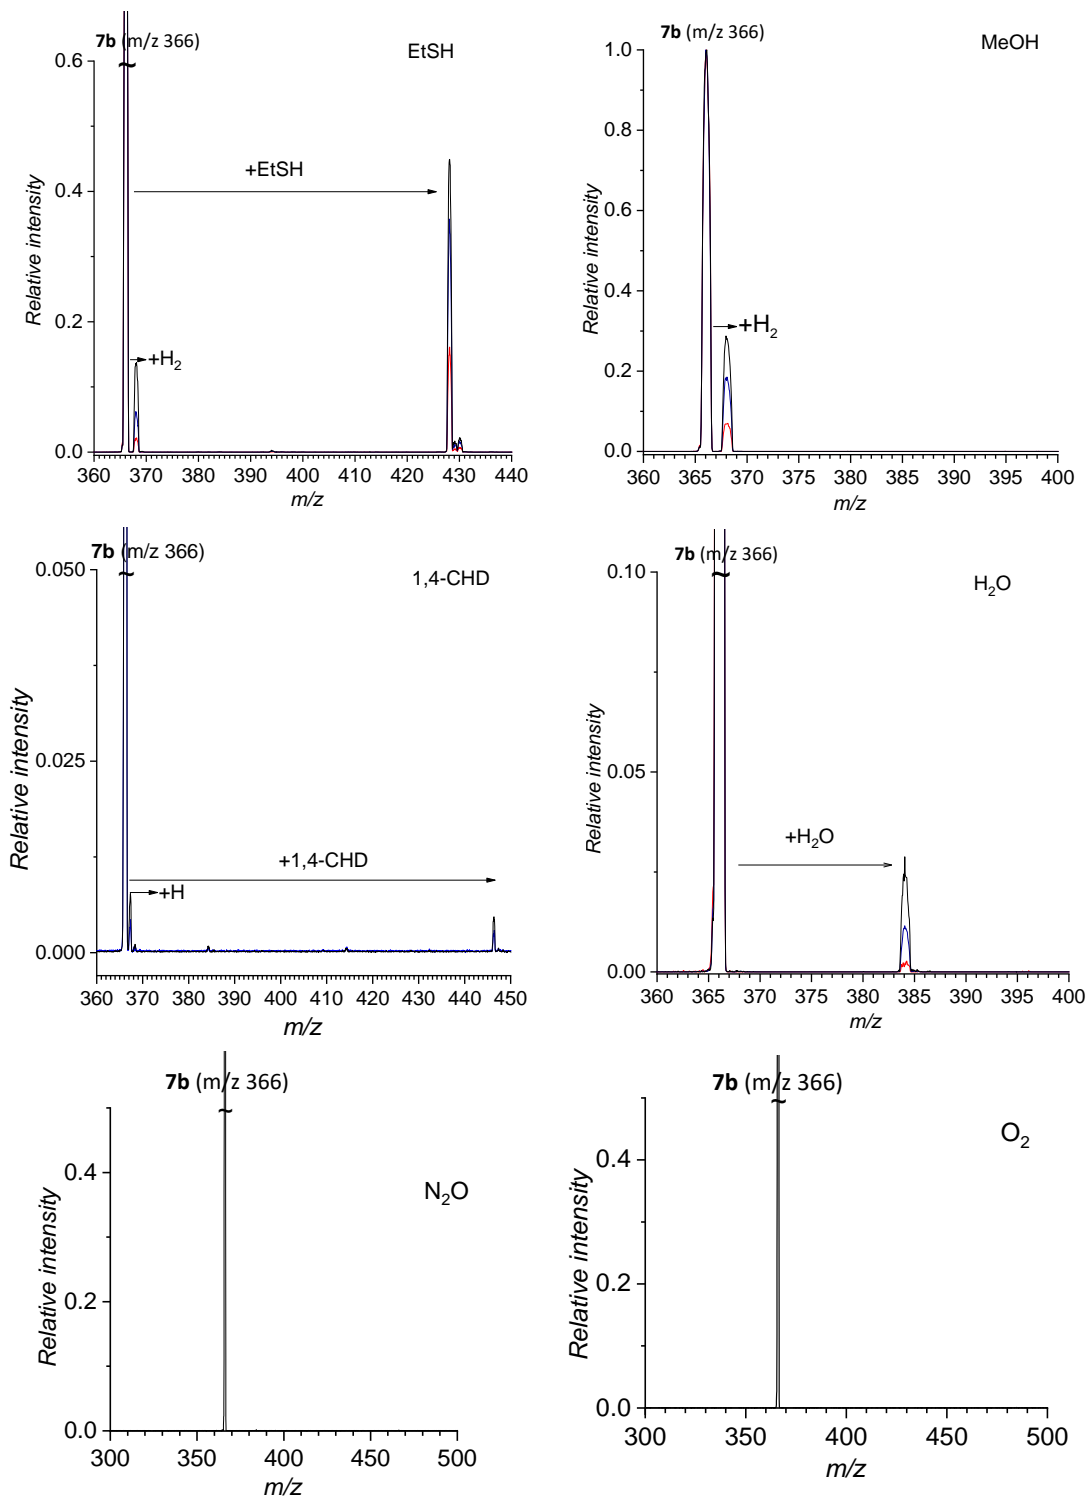 7b (m/z 366)
EtSH
0.6
+EtSH
0.4
Relative intensity
0.2
+H₂
0.0
360 370 380 390 400 410 420 430 440
m/z
7b (m/z 366)
MeOH
1.0
0.8
0.6
Relative intensity
0.4
+H₂
0.2
0.0
360 365 370 375 380 385 390 395 400
m/z
7b (m/z 366)
0.050
1,4-CHD
Relative intensity
0.025
+1,4-CHD
+H
0.000
360 370 380 390 400 410 420 430 440 450
m/z
7b (m/z 366)
0.10
H₂O
Relative intensity
0.05
+H₂O
0.00
360 365 370 375 380 385 390 395 400
m/z
7b (m/z 366)
0.4
N₂O
Relative intensity
0.2
0.0
300 350 400 450 500
m/z
7b (m/z 366)
O₂
0.4
Relative intensity
0.2
0.0
300 350 400 450 500
m/z